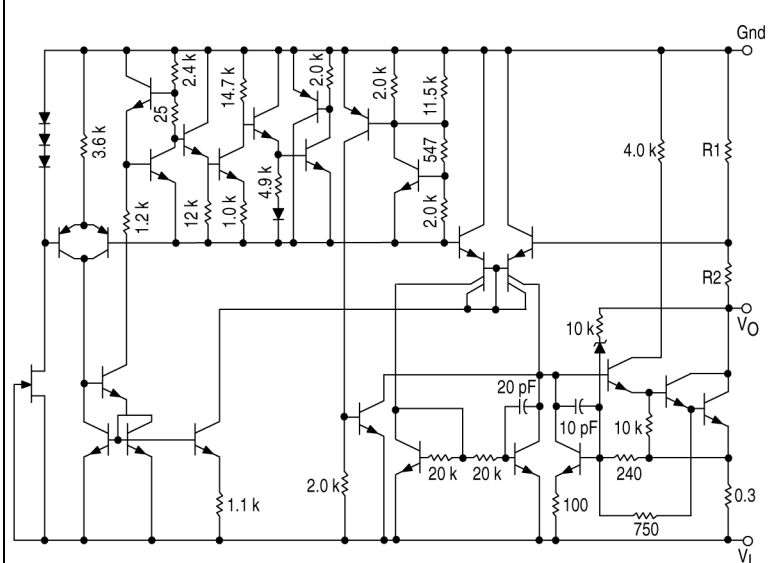 Gnd
2.4 k
25
14.7 k
2.0 k
2.0 k
11.5 k
547
3.6 k
4.0 k
R1
1.2 k
12 k
1.0 k
4.9 k
2.0 k
R2
10 k
VO
20 pF
10 pF
10 k
20 k
20 k
240
2.0 k
1.1 k
100
0.3
750
VI